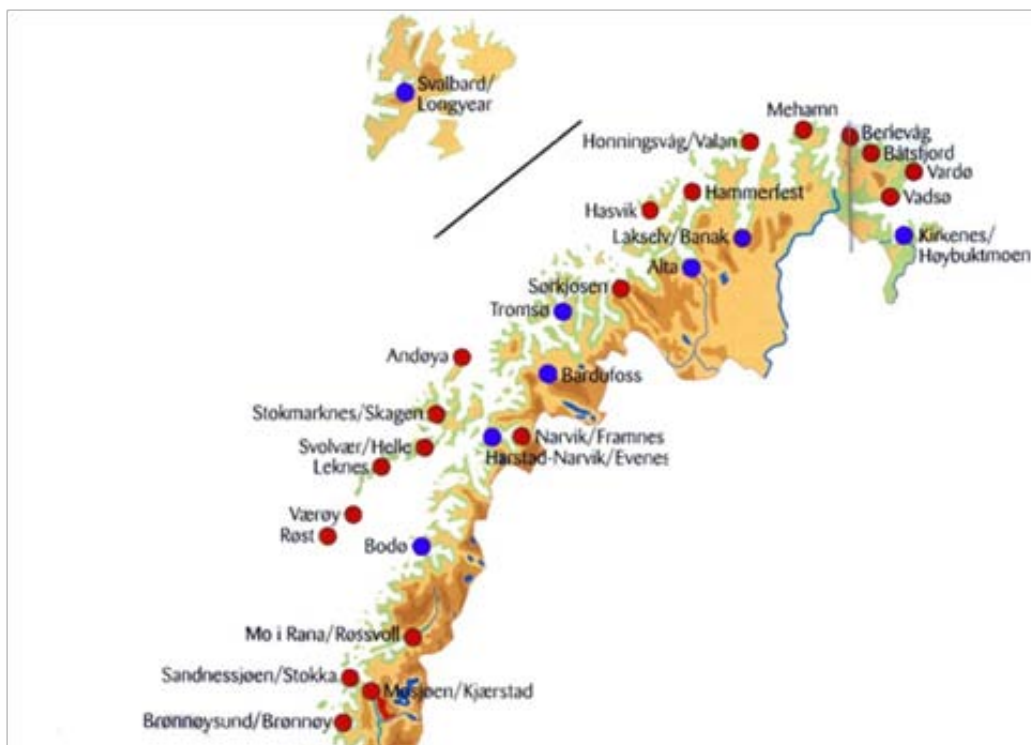 Svalbard/
Longyear
Mehamn
Berlevåg
Honningsvåg/Valan
Båtsfjord
Vardø
Hammerfest
Vadsø
Hasvik
Lakselv/Banak
Kirkenes/
Høybuktmoen
Alta
Sørkjosen
Tromsø
Andøya
Bardufoss
Stokmarknes/Skagen
Narvik/Framnes
Svolvær/Helle
Harstad-Narvik/Evenes
Leknes
Værøy
Røst
Bodø
Mo i Rana/Røssvoll
Sandnessjøen/Stokka
Mosjøen/Kjærstad
Brønnøysund/Brønnøy